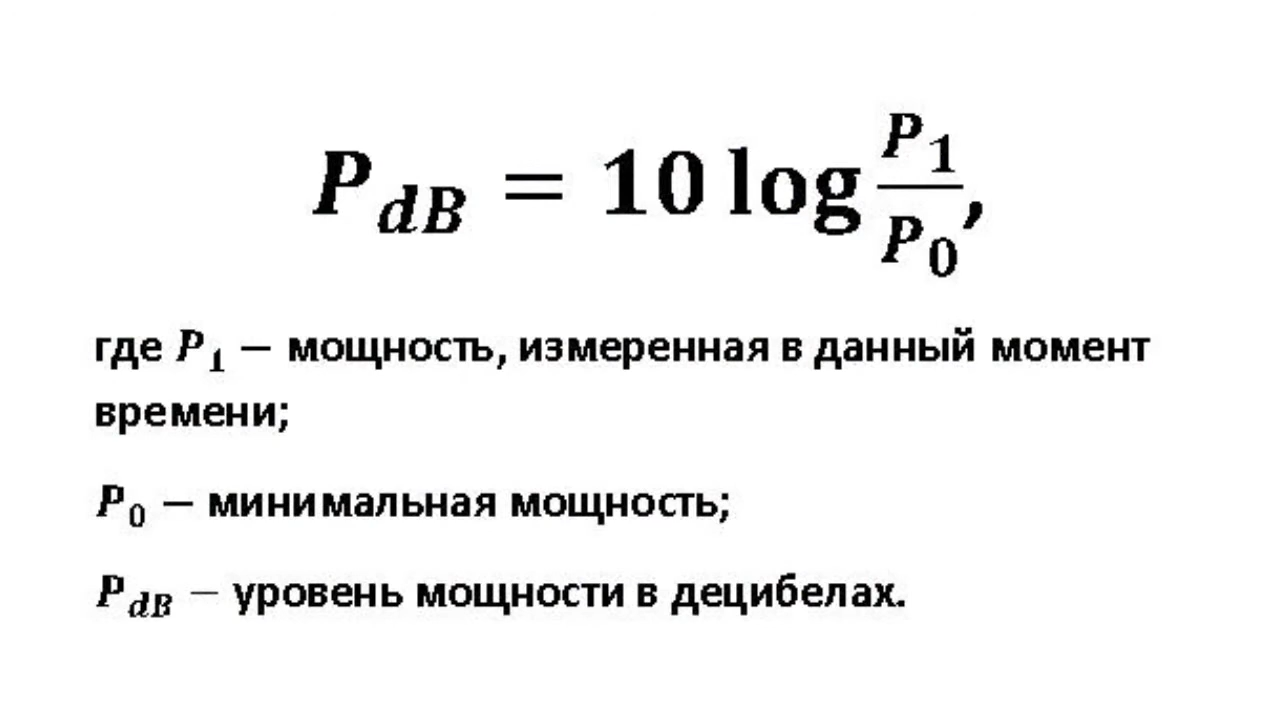 P_dB = 10 log P_1/P_0,
где P_1 – мощность, измеренная в данный момент
времени;
P_0 – минимальная мощность;
P_dB – уровень мощности в децибелах.